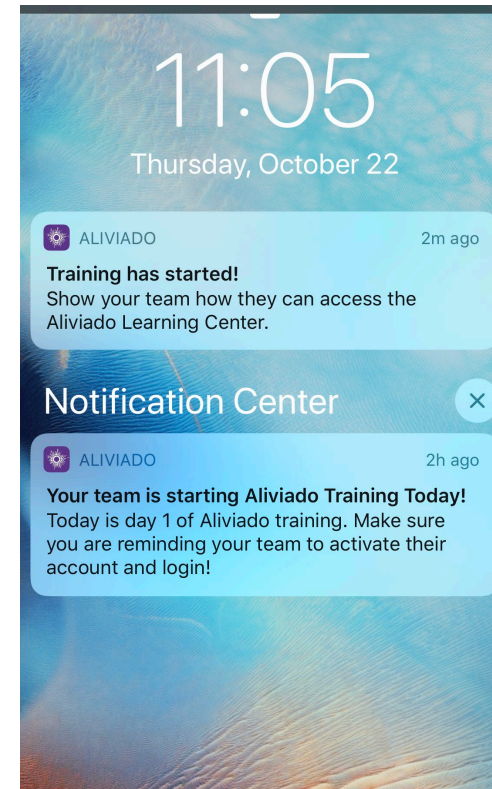 11:05
Thursday, October 22
ALIVIADO
2m ago
Training has started!
Show your team how they can access the
Aliviado Learning Center.
Notification Center
ALIVIADO
2h ago
Your team is starting Aliviado Training Today!
Today is day 1 of Aliviado training. Make sure
you are reminding your team to activate their
account and login!